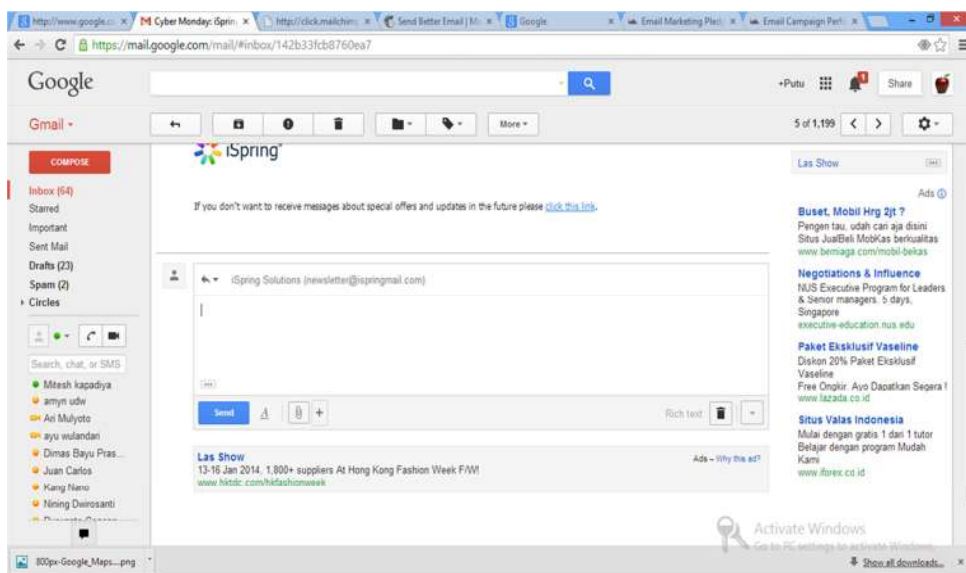 http://www.google.co
Cyber Monday: iSprin
http://click.mailchim
Send Better Email | M
Google
Email Marketing
Email Campaign Perf
https://mail.google.com/mail/#inbox/142b33fcb8760ea7
Google
+Putu
1
Share
Gmail
More
5 of 1,199
COMPOSE
Inbox (64)
Starred
Important
Sent Mail
Drafts (23)
Spam (2)
Circles
Search, chat, or SMS
Mitesh kapadiya
amyn udw
Ari Mulyoto
ayu wulandari
Dimas Bayu Pras...
Juan Carlos
Kang Nano
Nining Dwirosanti
iSpring
If you don't want to receive messages about special offers and updates in the future please click this link.
iSpring Solutions (newsletter@ispringmail.com)
Send
Rich text
Las Show
13-16 Jan 2014, 1,800+ suppliers At Hong Kong Fashion Week F/W!
www.hktdc.com/hkfashionweek
Ads – Why this ad?
Las Show
Ads
Buset, Mobil Hrg 2jt ?
Pengen tau, udah cari aja disini
Situs JualBeli MobKas berkualitas
www.berniaga.com/mobil-bekas
Negotiations & Influence
NUS Executive Program for Leaders
& Senior managers. 5 days,
Singapore
executive-education.nus.edu
Paket Eksklusif Vaseline
Diskon 20% Paket Eksklusif
Vaseline
Free Ongkir. Ayo Dapatkan Segera !
www.lazada.co.id
Situs Valas Indonesia
Mulai dengan gratis 1 dari 1 tutor
Belajar dengan program Mudah
Kami
www.iforex.co.id
Activate Windows
Go to PC settings to activate Windows.
800px-Google_Maps....png
Show all downloads...